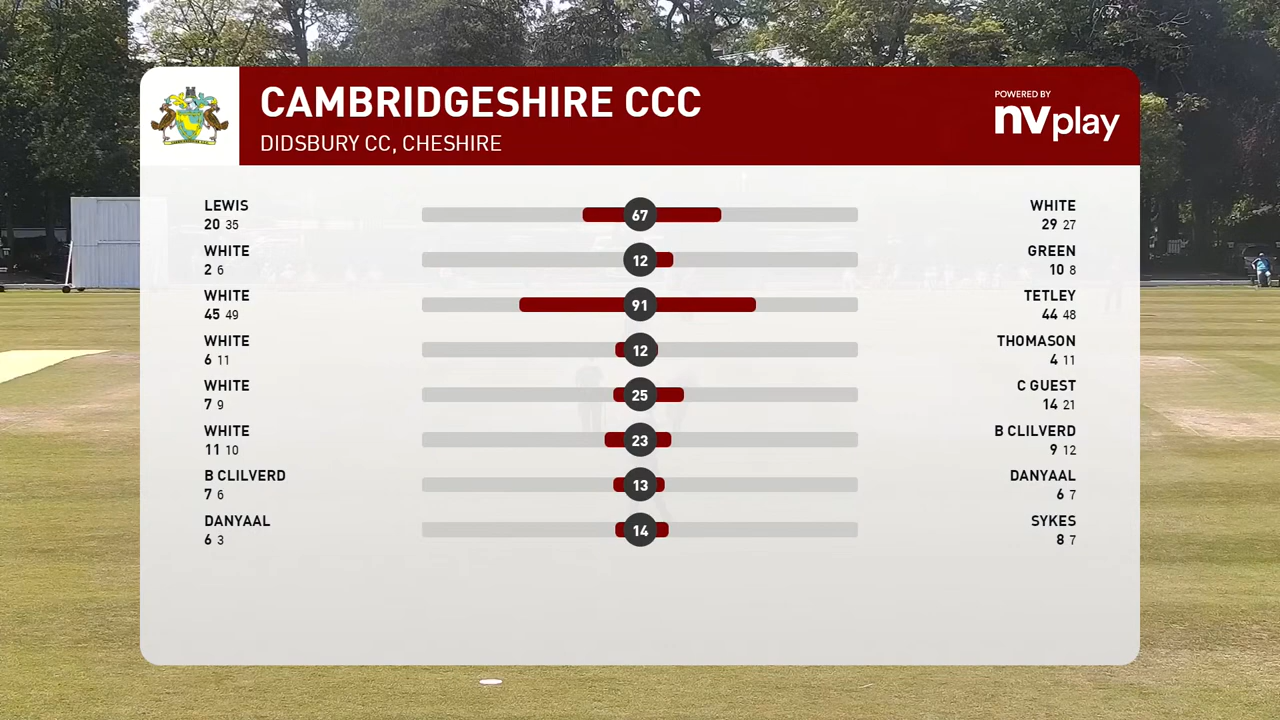 CAMBRIDGESHIRE CCC
DIDSBURY CC, CHESHIRE
POWERED BY
nvplay
LEWIS
20 35
67
WHITE
29 27
WHITE
2 6
12
GREEN
10 8
WHITE
45 49
91
TETLEY
44 48
WHITE
6 11
12
THOMASON
4 11
WHITE
7 9
25
C GUEST
14 21
WHITE
11 10
23
B CLILVERD
9 12
B CLILVERD
7 6
13
DANYAAL
6 7
DANYAAL
6 3
14
SYKES
8 7